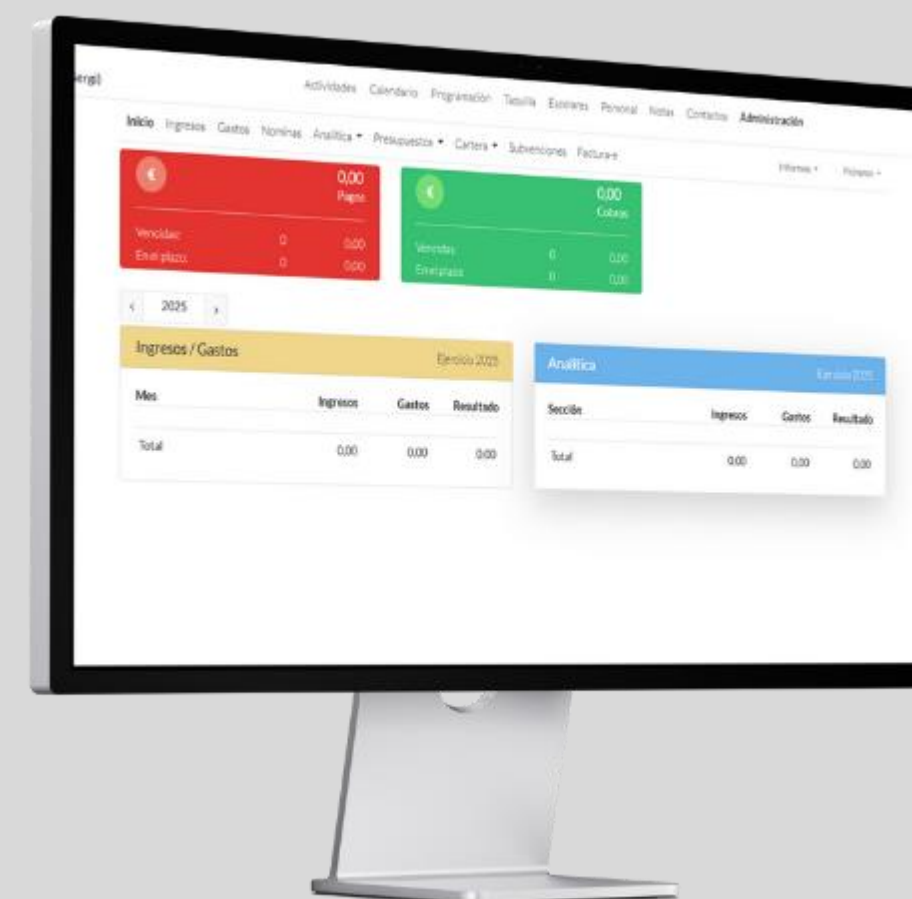 Actividades Calendario Programación Taquilla Escolares Personal Notas Contactos Administración
Inicio Ingresos Gastos Nominas Analítica Presupuestos Cartera Subvenciones Factura-e
Informes
€ 0,00
Pagos
Vencidas: 0 0,00
En el plazo: 0 0,00
€ 0,00
Cobros
Vencidas: 0 0,00
En el plazo: 0 0,00
< 2025 >
Ingresos / Gastos Ejercicio 2025
Mes Ingresos Gastos Resultado
Total 0,00 0,00 0,00
Analítica Ejercicio 2025
Sección Ingresos Gastos Resultado
Total 0,00 0,00 0,00